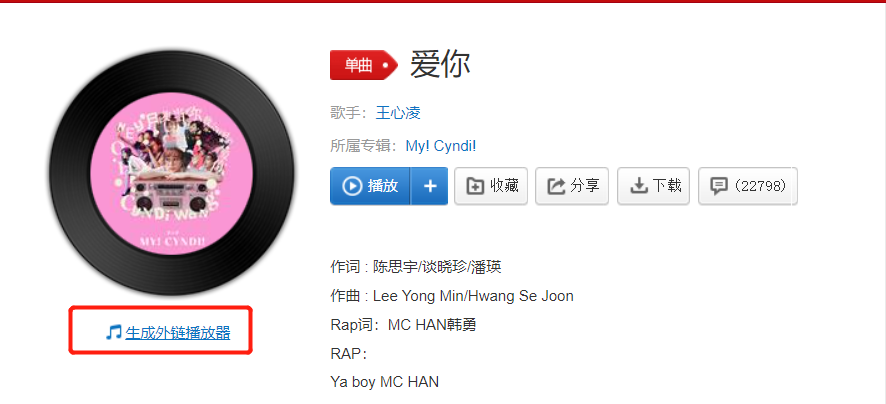 单曲
爱你
歌手：王心凌
所属专辑：My! Cyndi!
播放 + 收藏 分享 下载 (22798)
MY! CYNDI!
生成外链播放器
作词 : 陈思宇/谈晓珍/潘瑛
作曲 : Lee Yong Min/Hwang Se Joon
Rap词：MC HAN韩勇
RAP：
Ya boy MC HAN